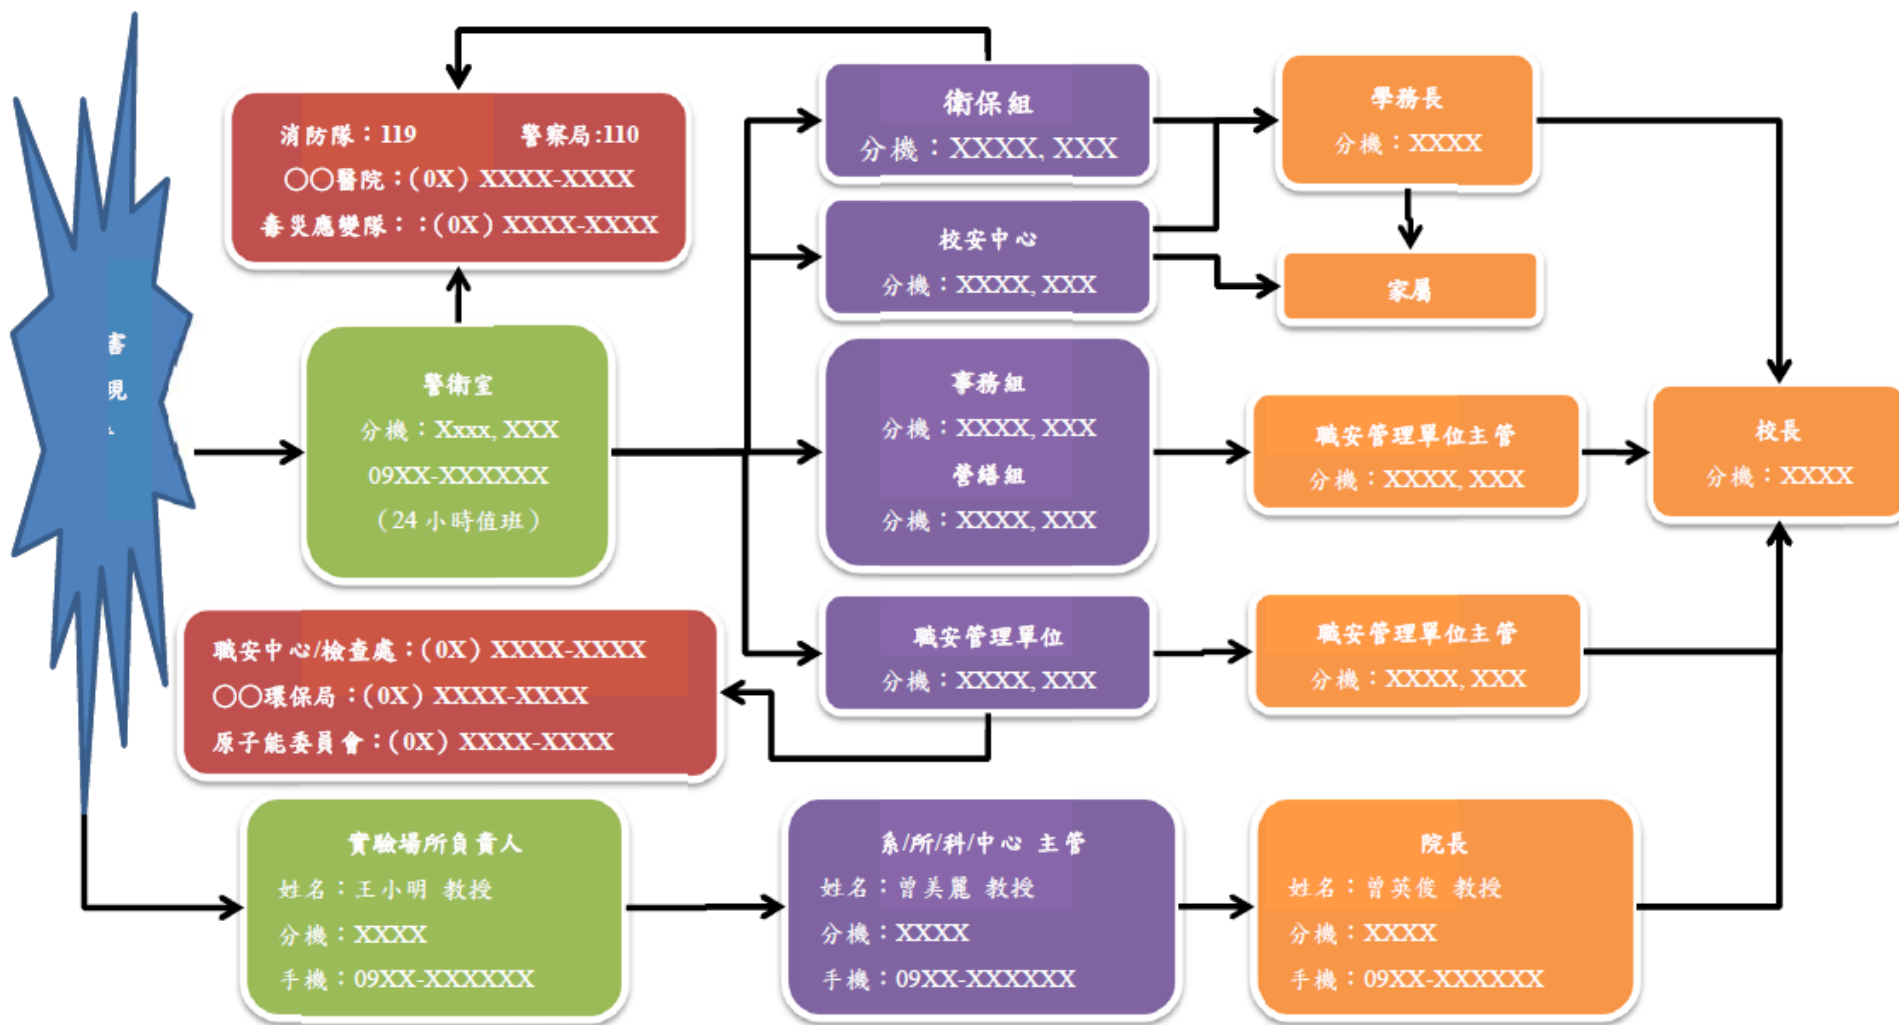 害
現
消防隊：119 警察局:110
〇〇醫院：(0X) XXXX-XXXX
毒災應變隊：：(0X) XXXX-XXXX
警衛室
分機：Xxxx, XXX
09XX-XXXXXX
（24 小時值班）
衛保組
分機：XXXX, XXX
校安中心
分機：XXXX, XXX
事務組
分機：XXXX, XXX
營繕組
分機：XXXX, XXX
職安管理單位
分機：XXXX, XXX
學務長
分機：XXXX
家屬
職安管理單位主管
分機：XXXX, XXX
職安管理單位主管
分機：XXXX, XXX
校長
分機：XXXX
職安中心/檢查處：(0X) XXXX-XXXX
〇〇環保局：(0X) XXXX-XXXX
原子能委員會：(0X) XXXX-XXXX
實驗場所負責人
姓名：王小明 教授
分機：XXXX
手機：09XX-XXXXXX
系/所/科/中心 主管
姓名：曾美麗 教授
分機：XXXX
手機：09XX-XXXXXX
院長
姓名：曾英俊 教授
分機：XXXX
手機：09XX-XXXXXX